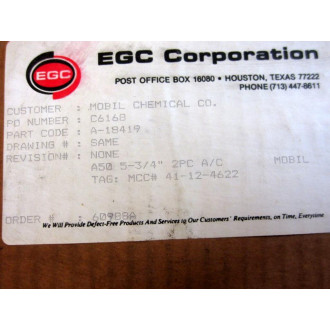 EGC
EGC Corporation
POST OFFICE BOX 16080 • HOUSTON, TEXAS 77222
PHONE (713) 447-8611
CUSTOMER : MOBIL CHEMICAL CO.
PO NUMBER : C6168
PART CODE : A-18419
DRAWING # : SAME
REVISION# : NONE
A50 5-3/4" 2PC A/C MOBIL
TAG: MCC# 41-12-4622
ORDER # : 60988A
We Will Provide Defect-Free Products And Services to Our Customers' Requirements, on Time, Everytime